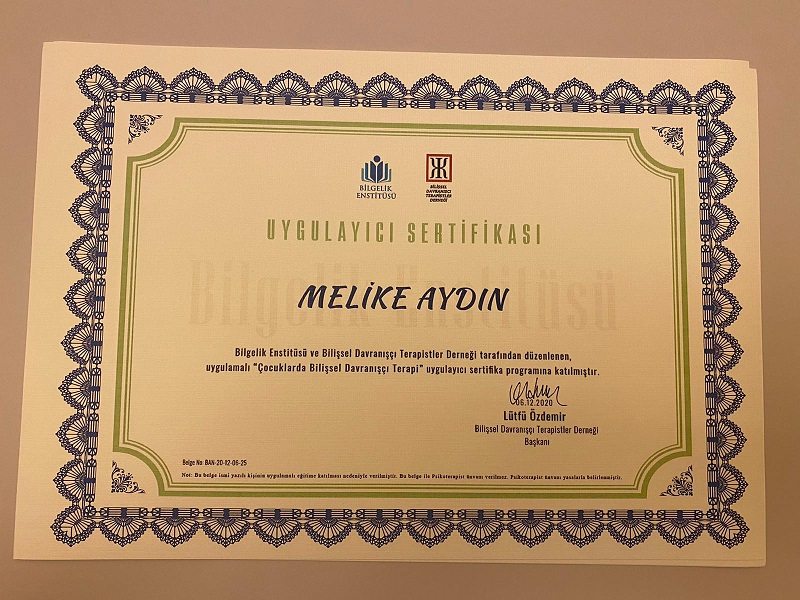 BİLGELİK
ENSTİTÜSÜ
BİLİŞSEL
DAVRANIŞÇI
TERAPİSTLER
DERNEĞİ
UYGULAYICI SERTİFİKASI
Bilgelik Enstitüsü
MELİKE AYDIN
Bilgelik Enstitüsü ve Bilişsel Davranışçı Terapistler Derneği tarafından düzenlenen,
uygulamalı "Çocuklarda Bilişsel Davranışçı Terapi" uygulayıcı sertifika programına katılmıştır.
06.12.2020
Lütfü Özdemir
Bilişsel Davranışçı Terapistler Derneği
Başkanı
Belge No: BAN-20-12-06-25
Not: Bu belge ismi yazılı kişinin uygulamalı eğitime katılması nedeniyle verilmiştir. Bu belge ile Psikoterapist ünvanı verilmez. Psikoterapist ünvanı yasalarla belirlenmiştir.